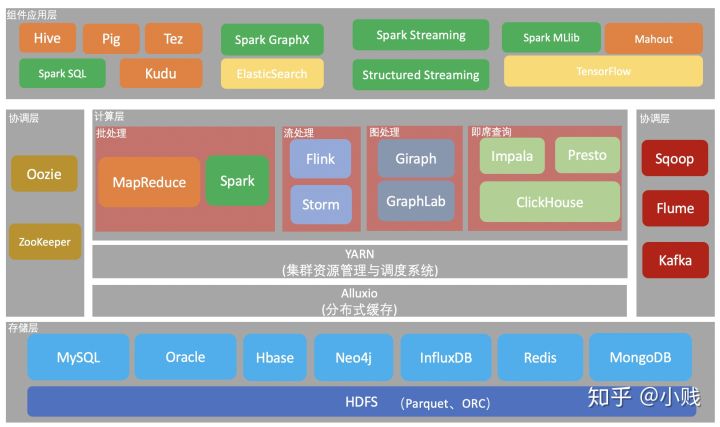 组件应用层
Hive
Pig
Tez
Spark GraphX
Spark Streaming
Spark MLlib
Mahout
Spark SQL
Kudu
ElasticSearch
Structured Streaming
TensorFlow
协调层
Oozie
ZooKeeper
计算层
批处理
MapReduce
Spark
流处理
Flink
Storm
图处理
Giraph
GraphLab
即席查询
Impala
Presto
ClickHouse
YARN
(集群资源管理与调度系统)
Alluxio
(分布式缓存)
协调层
Sqoop
Flume
Kafka
存储层
MySQL
Oracle
Hbase
Neo4j
InfluxDB
Redis
MongoDB
HDFS （Parquet、ORC）
知乎 @小贱